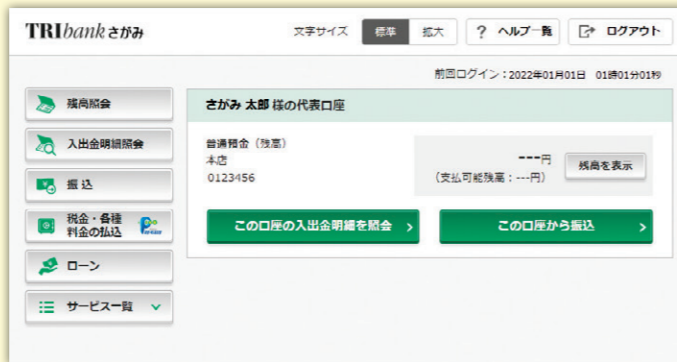 TRIbank さがみ
文字サイズ 標準 拡大 ? ヘルプ一覧 ログアウト
前回ログイン:2022年01月01日 01時01分01秒
残高照会
入出金明細照会
振込
税金・各種
料金の払込
ローン
サービス一覧
さがみ 太郎 様の代表口座
普通預金(残高)
本店
0123456
---円
(支払可能残高:---円)
残高を表示
この口座の入出金明細を照会
この口座から振込